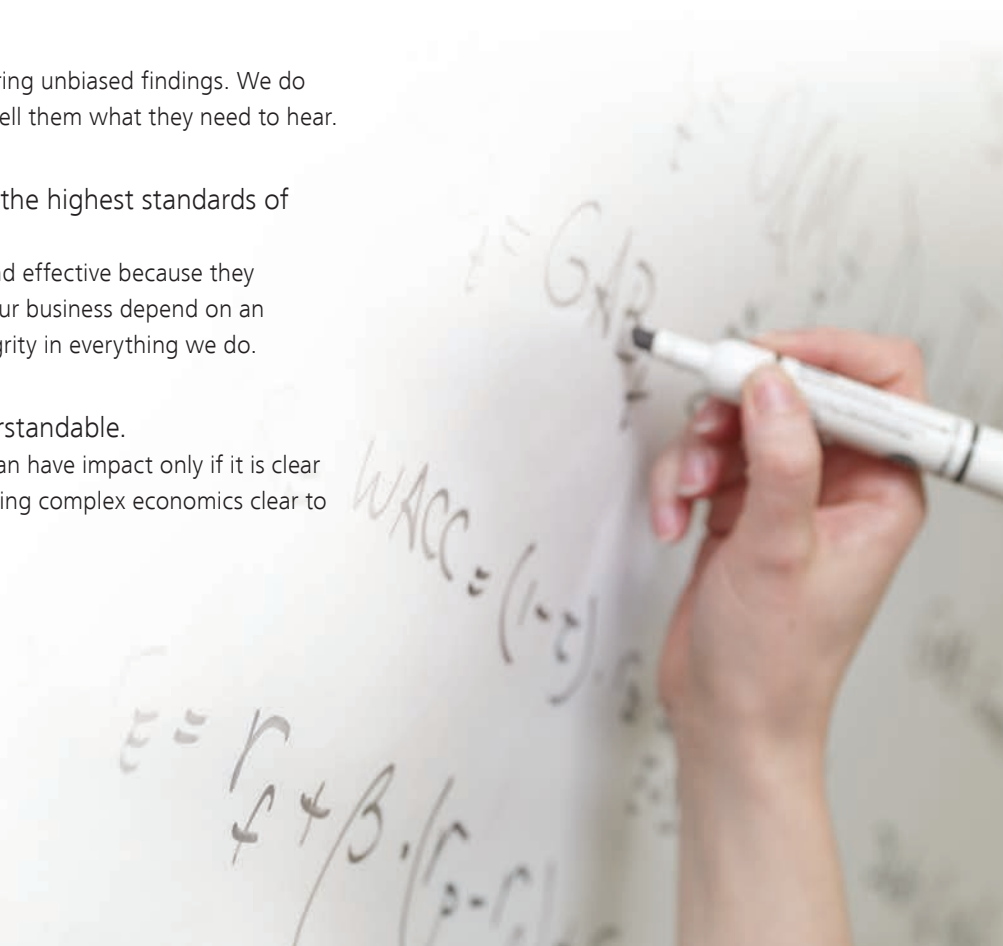 ring unbiased findings. We do
ell them what they need to hear.
the highest standards of
d effective because they
ur business depend on an
grity in everything we do.
rstandable.
an have impact only if it is clear
ing complex economics clear to
t = GAB
WACC = (1-τ).
E = r
f + β · (r
p - r